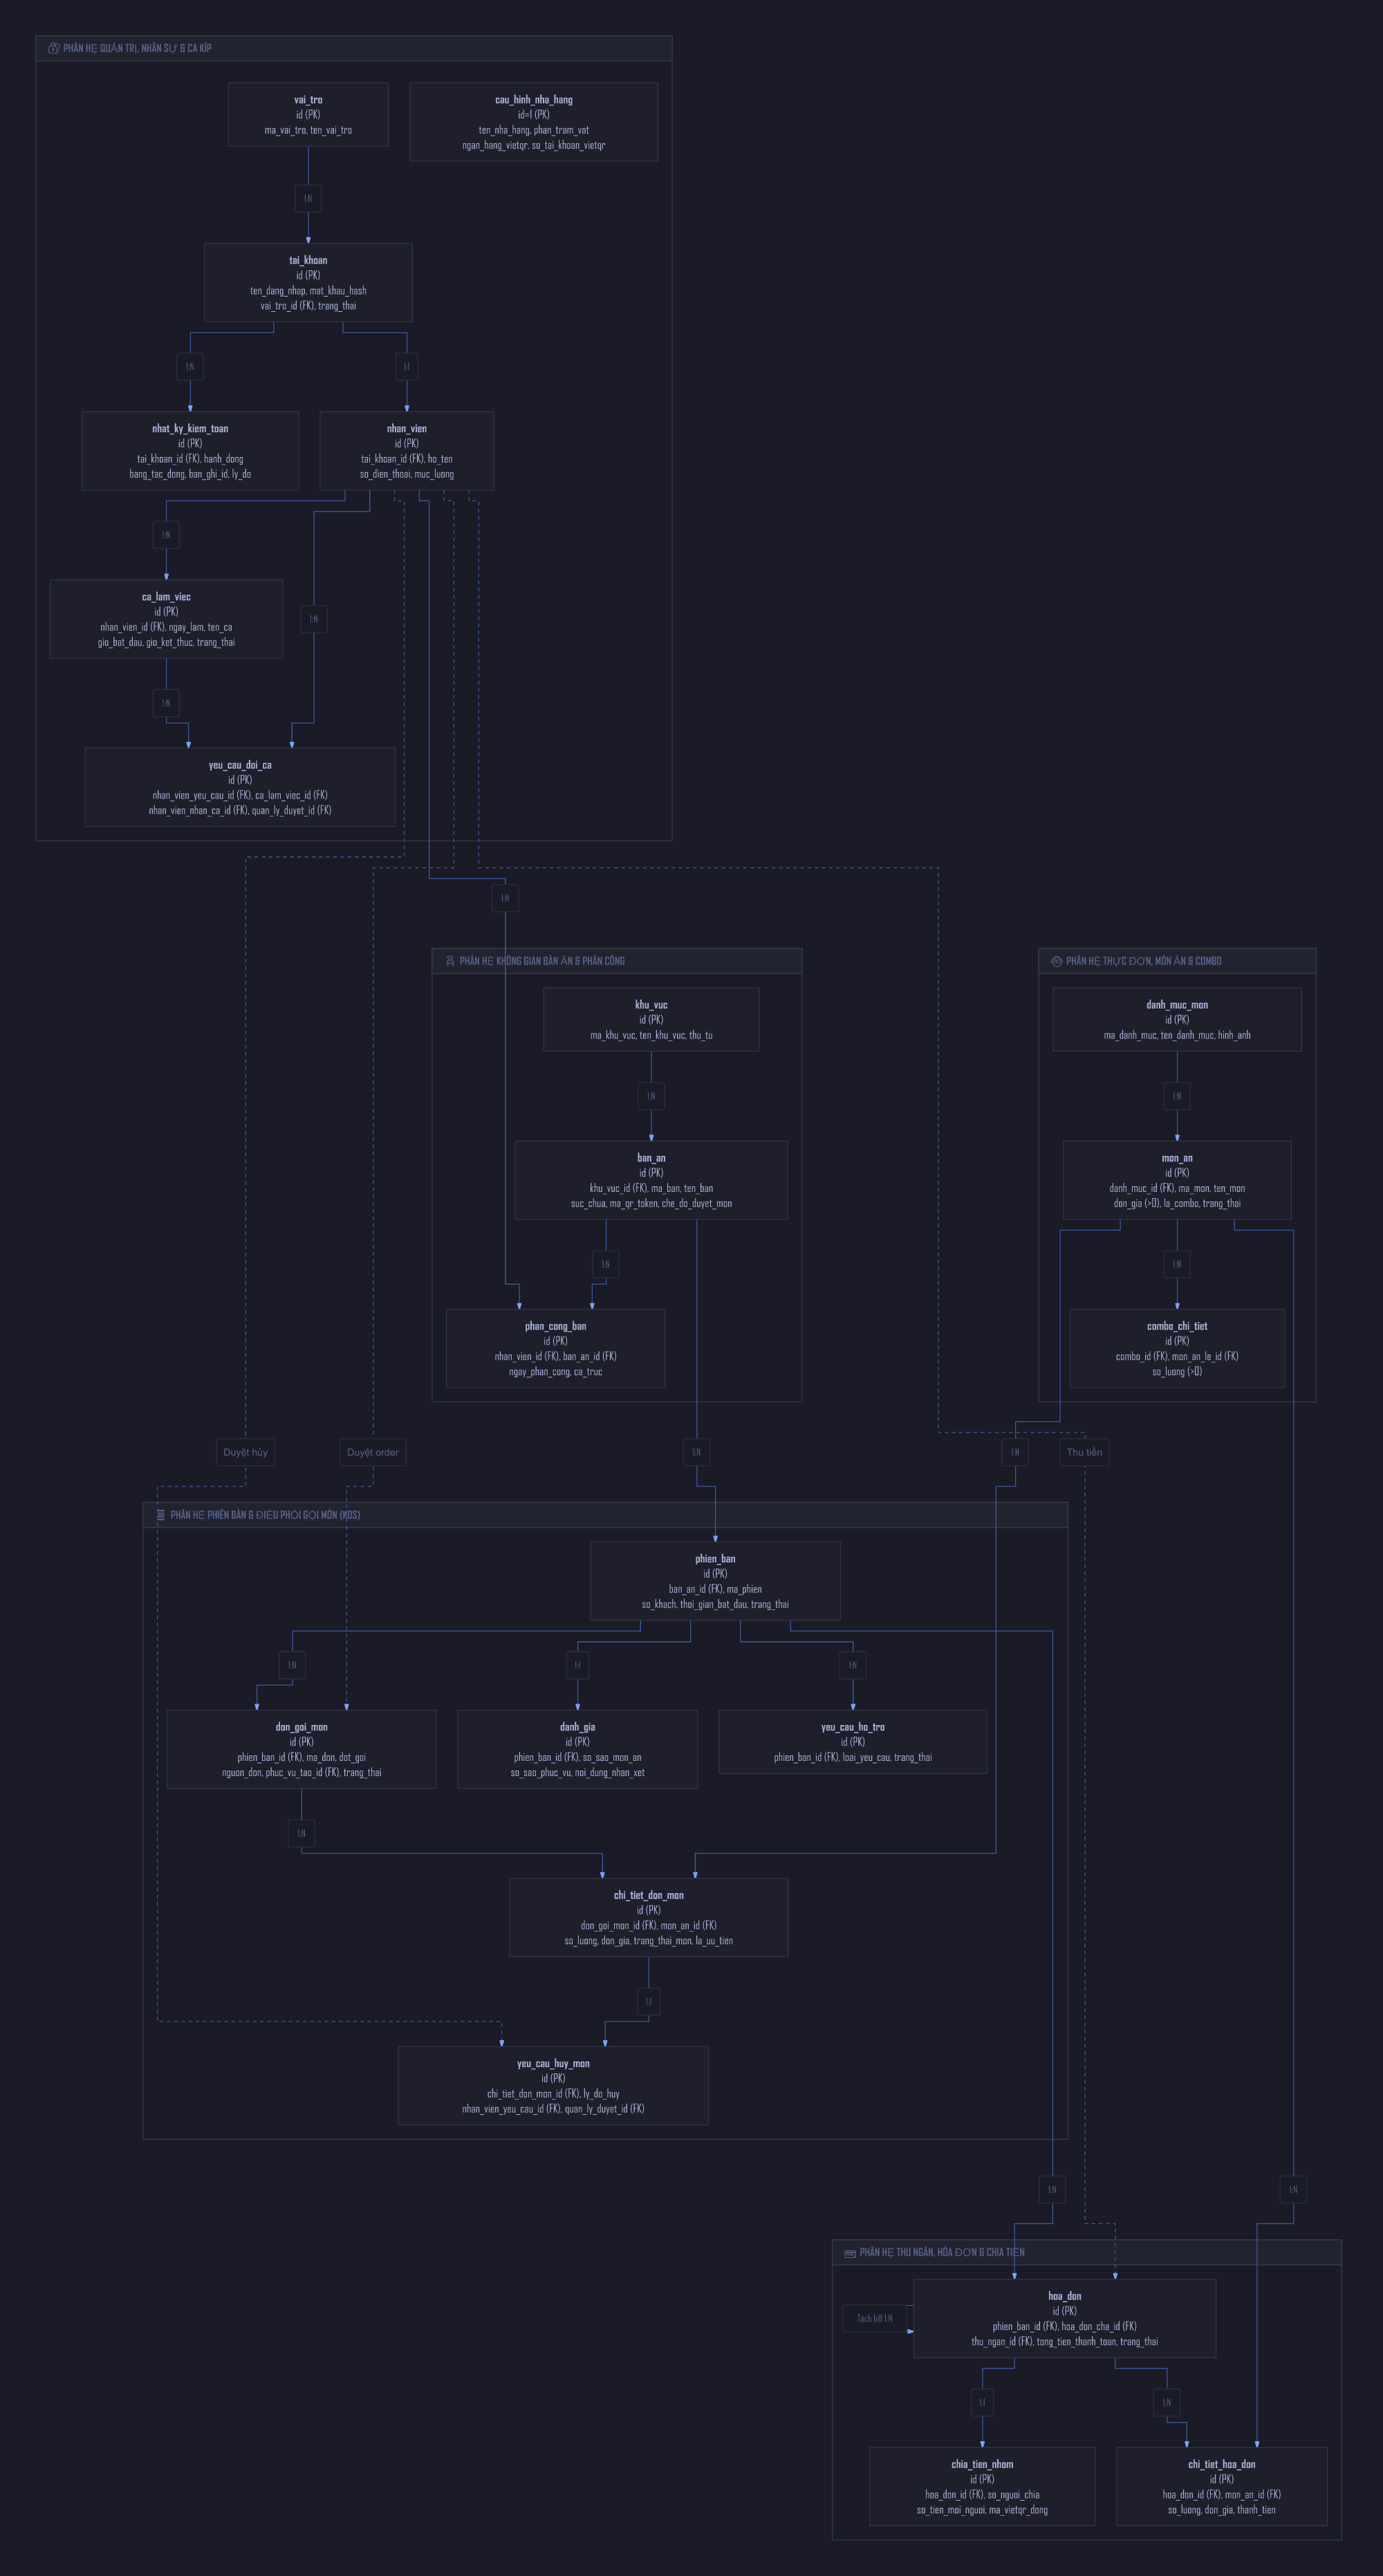 PHÂN HỆ QUẢN TRỊ, NHÂN SỰ & CA KÍP
vai_tro
id (PK)
ma_vai_tro, ten_vai_tro
cau_hinh_nha_hang
id=1 (PK)
ten_nha_hang, phan_tram_vat
ngan_hang_vietqr, so_tai_khoan_vietqr
1:N
tai_khoan
id (PK)
ten_dang_nhap, mat_khau_hash
vai_tro_id (FK), trang_thai
1:N
1:1
nhat_ky_kiem_toan
id (PK)
tai_khoan_id (FK), hanh_dong
bang_tac_dong, ban_ghi_id, ly_do
nhan_vien
id (PK)
tai_khoan_id (FK), ho_ten
so_dien_thoai, muc_luong
1:N
ca_lam_viec
id (PK)
nhan_vien_id (FK), ngay_lam, ten_ca
gio_bat_dau, gio_ket_thuc, trang_thai
1:N
1:N
yeu_cau_doi_ca
id (PK)
nhan_vien_yeu_cau_id (FK), ca_lam_viec_id (FK)
nhan_vien_nhan_ca_id (FK), quan_ly_duyet_id (FK)
1:N
PHÂN HỆ KHÔNG GIAN BÀN ĂN & PHÂN CÔNG
khu_vuc
id (PK)
ma_khu_vuc, ten_khu_vuc, thu_tu
1:N
ban_an
id (PK)
khu_vuc_id (FK), ma_ban, ten_ban
suc_chua, ma_qr_token, che_do_duyet_mon
1:N
phan_cong_ban
id (PK)
nhan_vien_id (FK), ban_an_id (FK)
ngay_phan_cong, ca_truc
PHÂN HỆ THỰC ĐƠN, MÓN ĂN & COMBO
danh_muc_mon
id (PK)
ma_danh_muc, ten_danh_muc, hinh_anh
1:N
mon_an
id (PK)
danh_muc_id (FK), ma_mon, ten_mon
don_gia (>0), la_combo, trang_thai
1:N
combo_chi_tiet
id (PK)
combo_id (FK), mon_an_le_id (FK)
so_luong (>0)
Duyệt hủy
Duyệt order
1:N
1:N
Thu tiền
PHÂN HỆ PHIÊN BÀN & ĐIỀU PHỐI GỌI MÓN (KDS)
phien_ban
id (PK)
ban_an_id (FK), ma_phien
so_khach, thoi_gian_bat_dau, trang_thai
1:N
1:1
1:N
don_goi_mon
id (PK)
phien_ban_id (FK), ma_don, dot_goi
nguon_don, phuc_vu_tao_id (FK), trang_thai
danh_gia
id (PK)
phien_ban_id (FK), so_sao_mon_an
so_sao_phuc_vu, noi_dung_nhan_xet
yeu_cau_ho_tro
id (PK)
phien_ban_id (FK), loai_yeu_cau, trang_thai
1:N
chi_tiet_don_mon
id (PK)
don_goi_mon_id (FK), mon_an_id (FK)
so_luong, don_gia, trang_thai_mon, la_uu_tien
1:1
yeu_cau_huy_mon
id (PK)
chi_tiet_don_mon_id (FK), ly_do_huy
nhan_vien_yeu_cau_id (FK), quan_ly_duyet_id (FK)
1:N
1:N
PHÂN HỆ THU NGÂN, HÓA ĐƠN & CHIA TIỀN
hoa_don
id (PK)
phien_ban_id (FK), hoa_don_cha_id (FK)
thu_ngan_id (FK), tong_tien_thanh_toan, trang_thai
Tách bill 1:N
1:1
1:N
chia_tien_nhom
id (PK)
hoa_don_id (FK), so_nguoi_chia
so_tien_moi_nguoi, ma_vietqr_dong
chi_tiet_hoa_don
id (PK)
hoa_don_id (FK), mon_an_id (FK)
so_luong, don_gia, thanh_tien